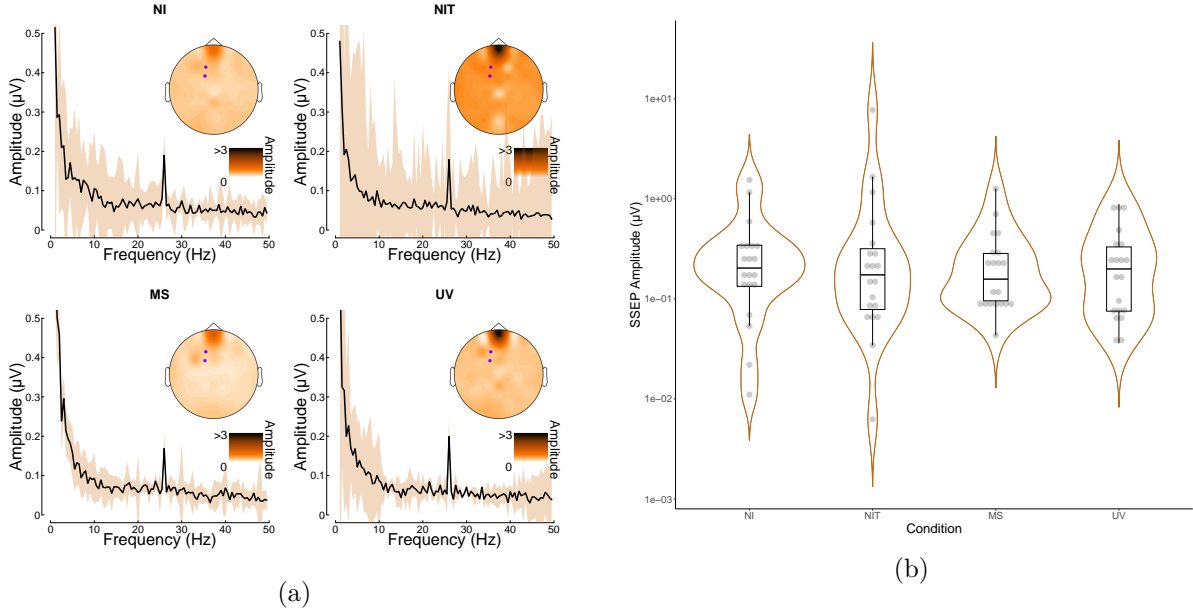 NI
0.5
0.4
0.3
0.2
0.1
0
Amplitude (μV)
0
10
20
30
40
50
Frequency (Hz)
>3
0
Amplitude
NIT
0.5
0.4
0.3
0.2
0.1
0
Amplitude (μV)
0
10
20
30
40
50
Frequency (Hz)
>3
0
Amplitude
MS
0.5
0.4
0.3
0.2
0.1
0
Amplitude (μV)
0
10
20
30
40
50
Frequency (Hz)
>3
0
Amplitude
UV
0.5
0.4
0.3
0.2
0.1
0
Amplitude (μV)
0
10
20
30
40
50
Frequency (Hz)
>3
0
Amplitude
(a)
SSEP Amplitude (μV)
1e+01
1e+00
1e−01
1e−02
1e−03
NI
NIT
MS
UV
Condition
(b)